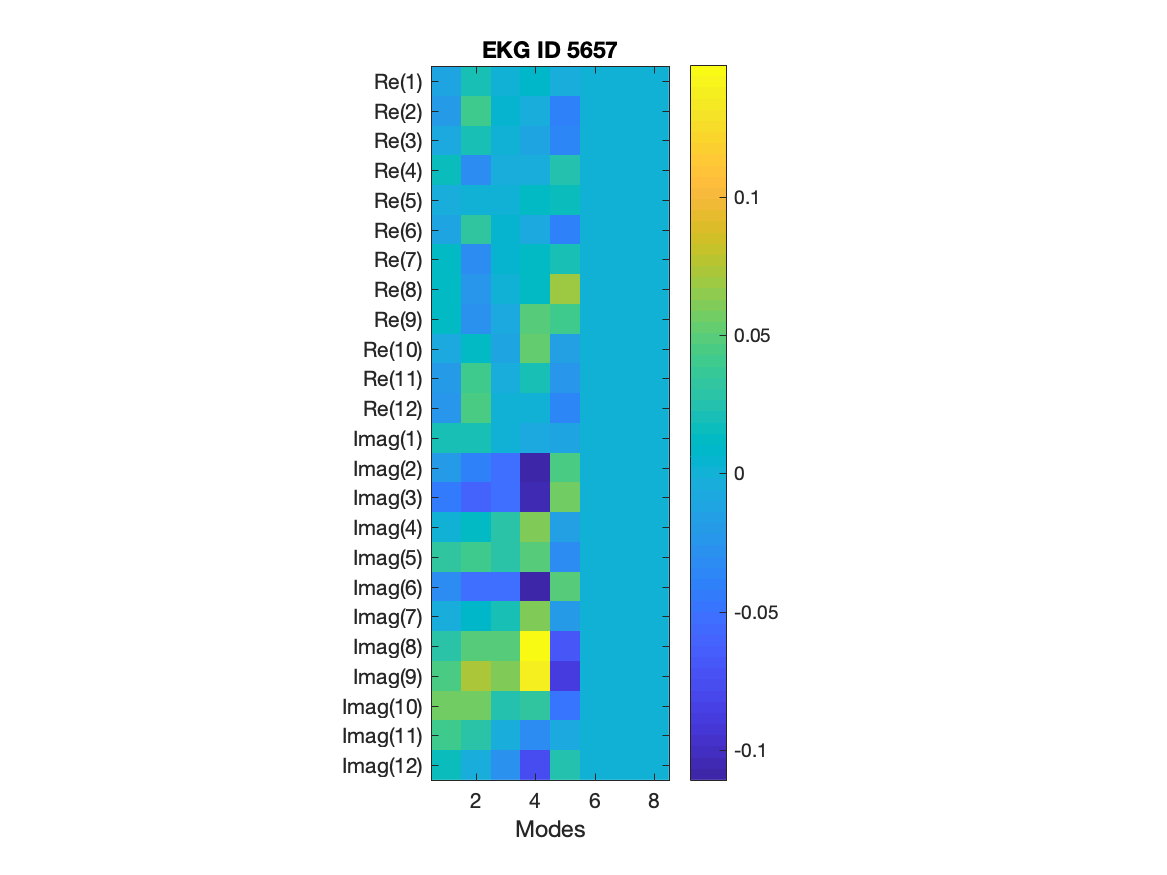 EKG ID 5657
Re(1)
Re(2)
Re(3)
Re(4)
Re(5)
Re(6)
Re(7)
Re(8)
Re(9)
Re(10)
Re(11)
Re(12)
Imag(1)
Imag(2)
Imag(3)
Imag(4)
Imag(5)
Imag(6)
Imag(7)
Imag(8)
Imag(9)
Imag(10)
Imag(11)
Imag(12)
2 4 6 8
Modes
0.1
0.05
0
-0.05
-0.1